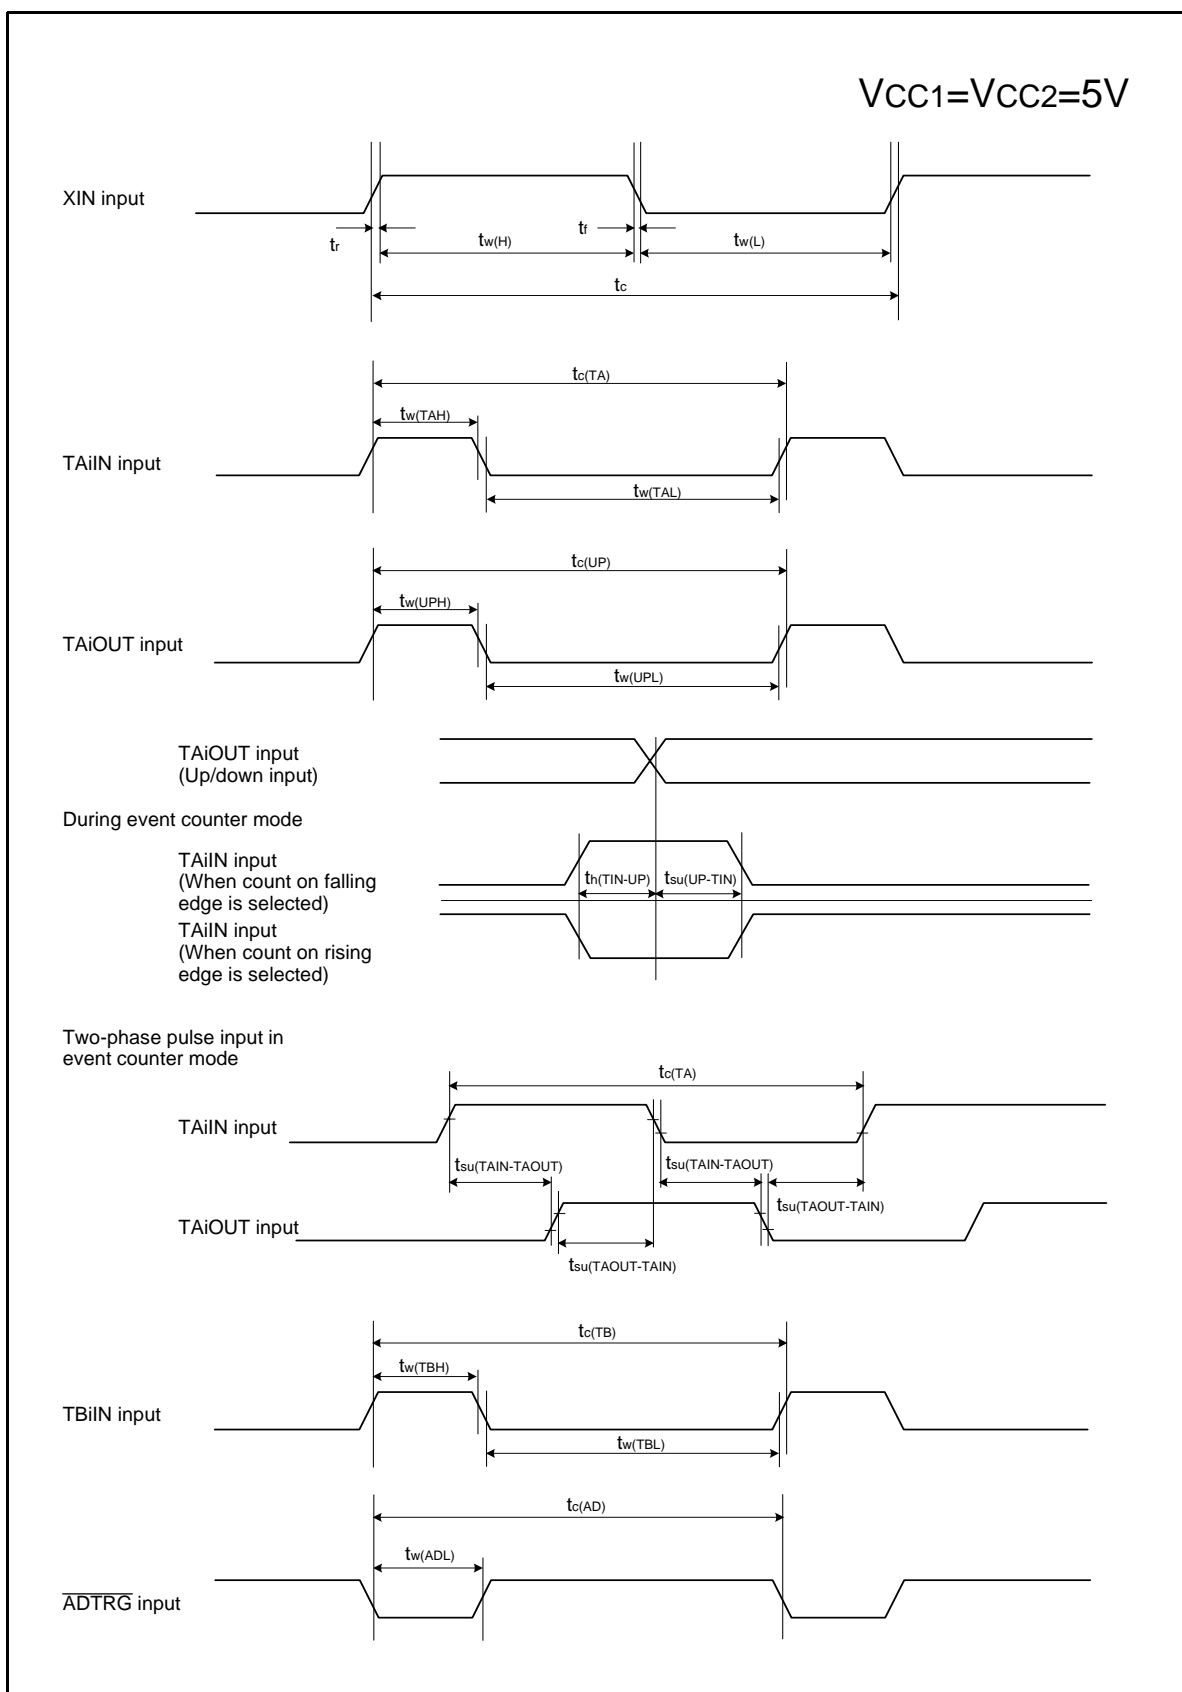 VCC1=VCC2=5V
XIN input
tr
tw(H)
tf
tw(L)
tc
tc(TA)
tw(TAH)
TAiIN input
tw(TAL)
tc(UP)
tw(UPH)
TAiOUT input
tw(UPL)
TAiOUT input
(Up/down input)
During event counter mode
TAiIN input
(When count on falling
edge is selected)
th(TIN-UP)
tsu(UP-TIN)
TAiIN input
(When count on rising
edge is selected)
Two-phase pulse input in
event counter mode
tc(TA)
TAiIN input
tsu(TAIN-TAOUT)
tsu(TAIN-TAOUT)
tsu(TAOUT-TAIN)
TAiOUT input
tsu(TAOUT-TAIN)
tc(TB)
tw(TBH)
TBiIN input
tw(TBL)
tc(AD)
tw(ADL)
ADTRG input